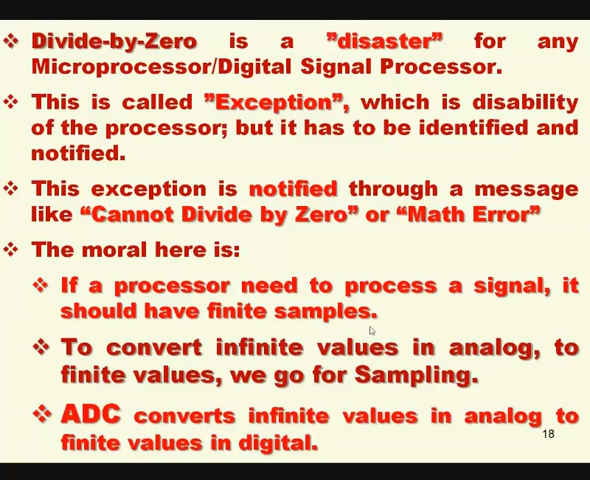 ❖ Divide-by-Zero is a ”disaster” for any
Microprocessor/Digital Signal Processor.
❖ This is called ”Exception”, which is disability
of the processor; but it has to be identified and
notified.
❖ This exception is notified through a message
like “Cannot Divide by Zero” or “Math Error”
❖ The moral here is:
❖ If a processor need to process a signal, it
should have finite samples.
❖ To convert infinite values in analog, to
finite values, we go for Sampling.
❖ ADC converts infinite values in analog to
finite values in digital.
18